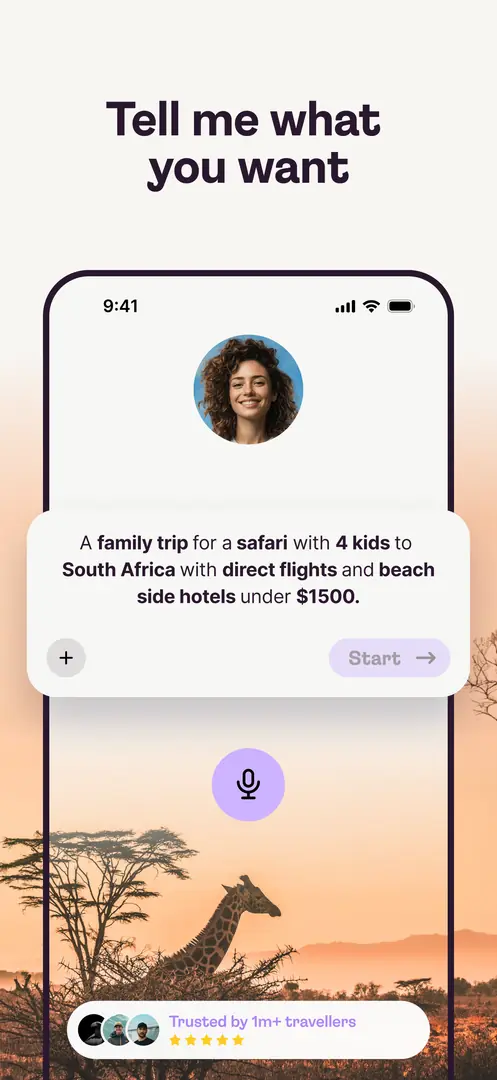 Tell me what
you want
9:41
A family trip for a safari with 4 kids to
South Africa with direct flights and beach
side hotels under $1500.
+
Start →
Trusted by 1m+ travellers